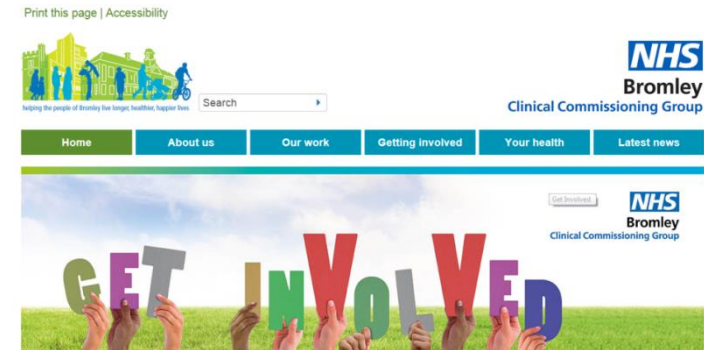 Print this page | Accessibility
NHS
Bromley
Clinical Commissioning Group
helping the people of Bromley live longer, healthier, happier lives
Search
Home About us Our work Getting involved Your health Latest news
Get Involved
NHS
Bromley
Clinical Commissioning Group
GET INVOLVED